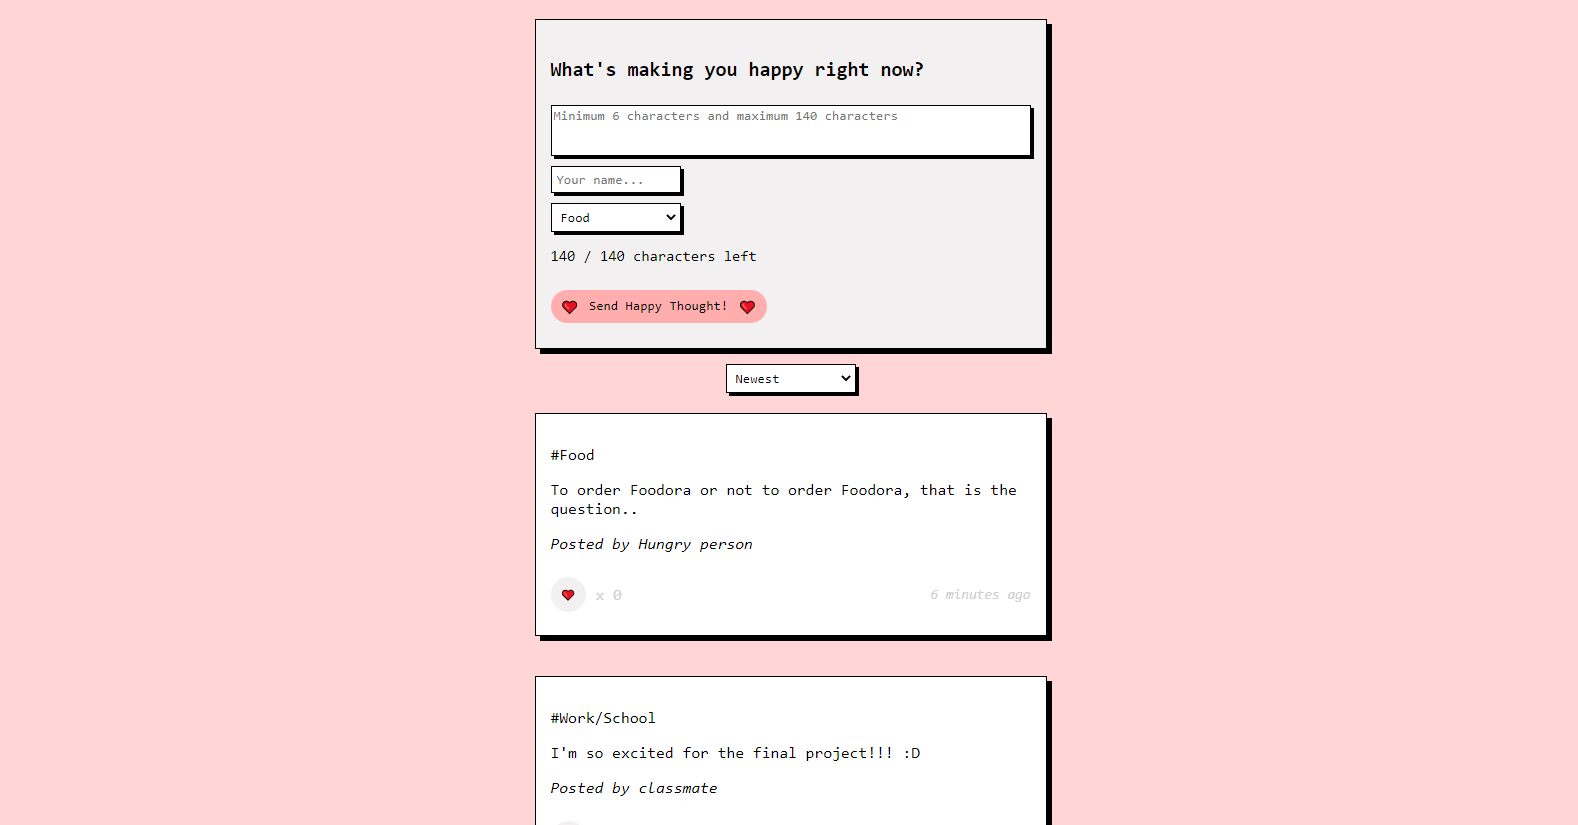 What's making you happy right now?
Minimum 6 characters and maximum 140 characters
Your name...
Food
140 / 140 characters left
Send Happy Thought!
Newest
#Food
To order Foodora or not to order Foodora, that is the
question..
Posted by Hungry person
x 0
6 minutes ago
#Work/School
I'm so excited for the final project!!! :D
Posted by classmate